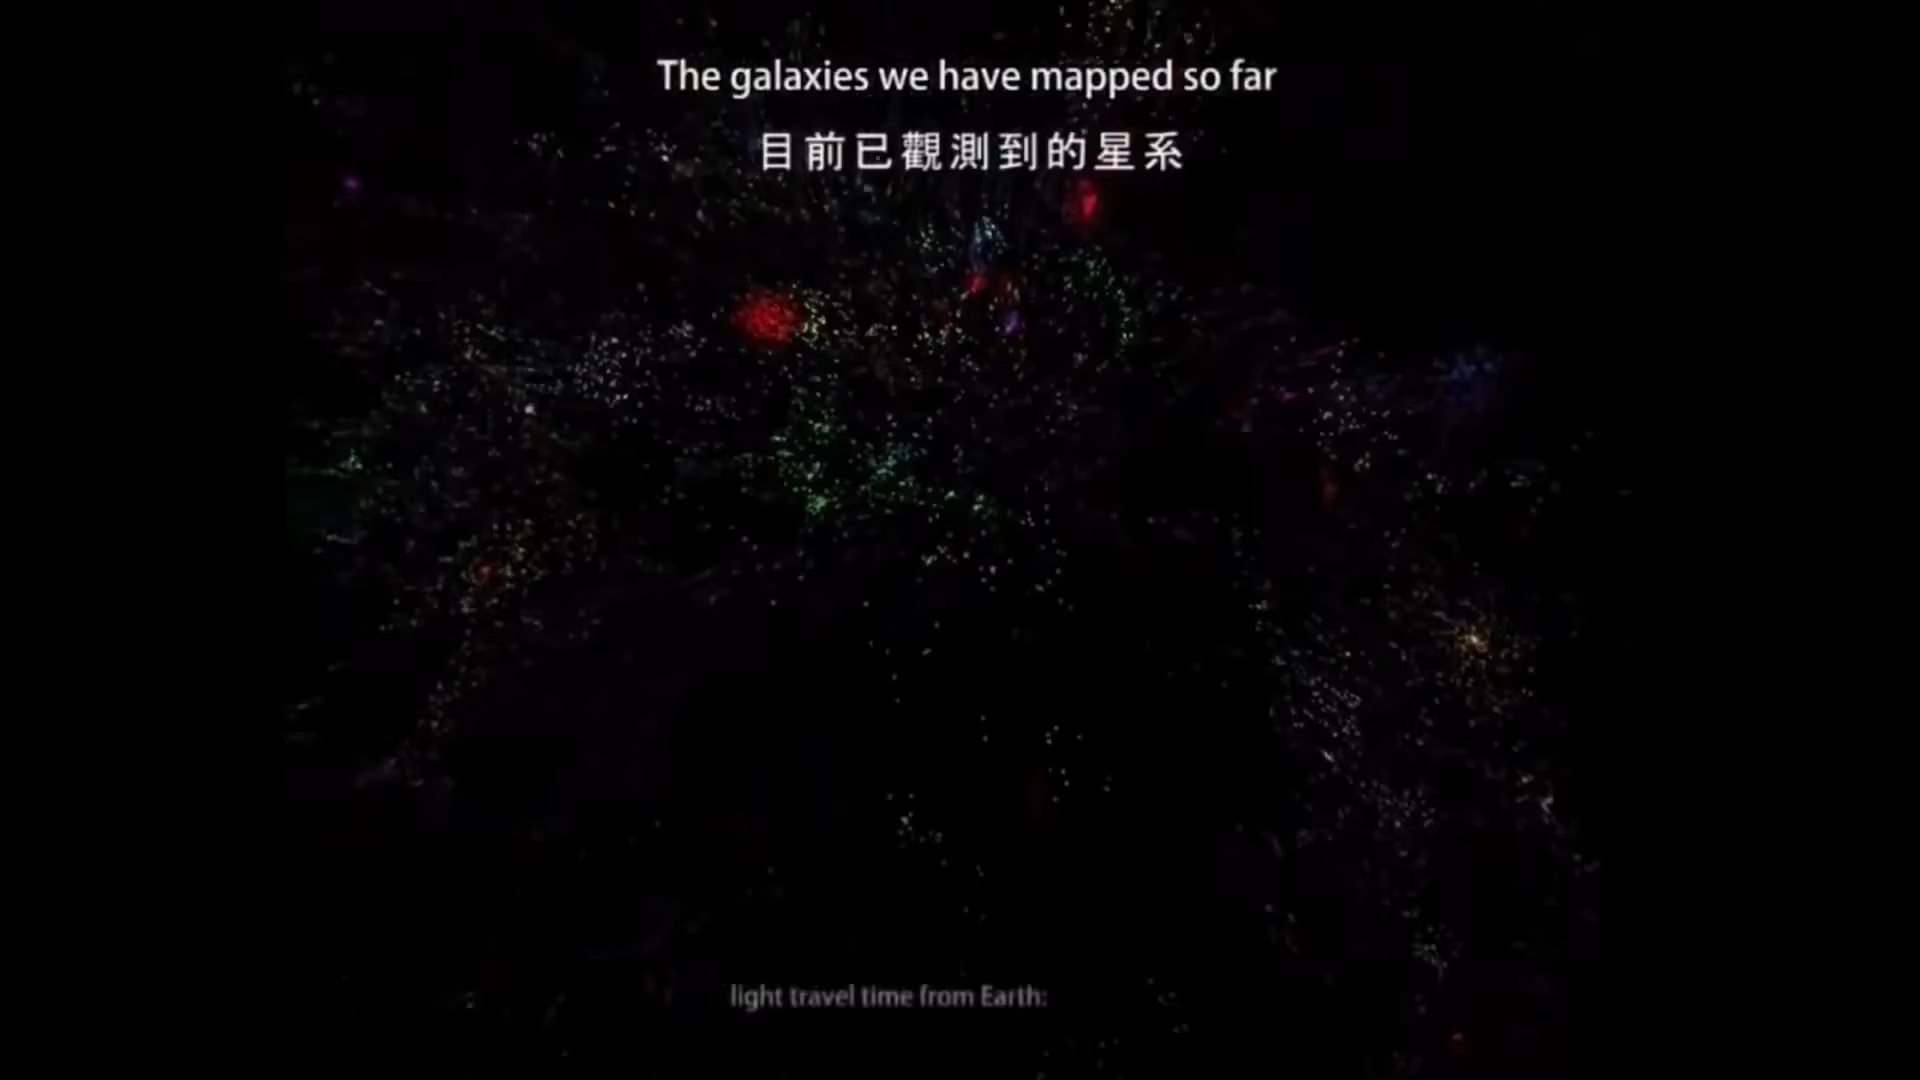 The galaxies we have mapped so far
目前已觀測到的星系
light travel time from Earth: